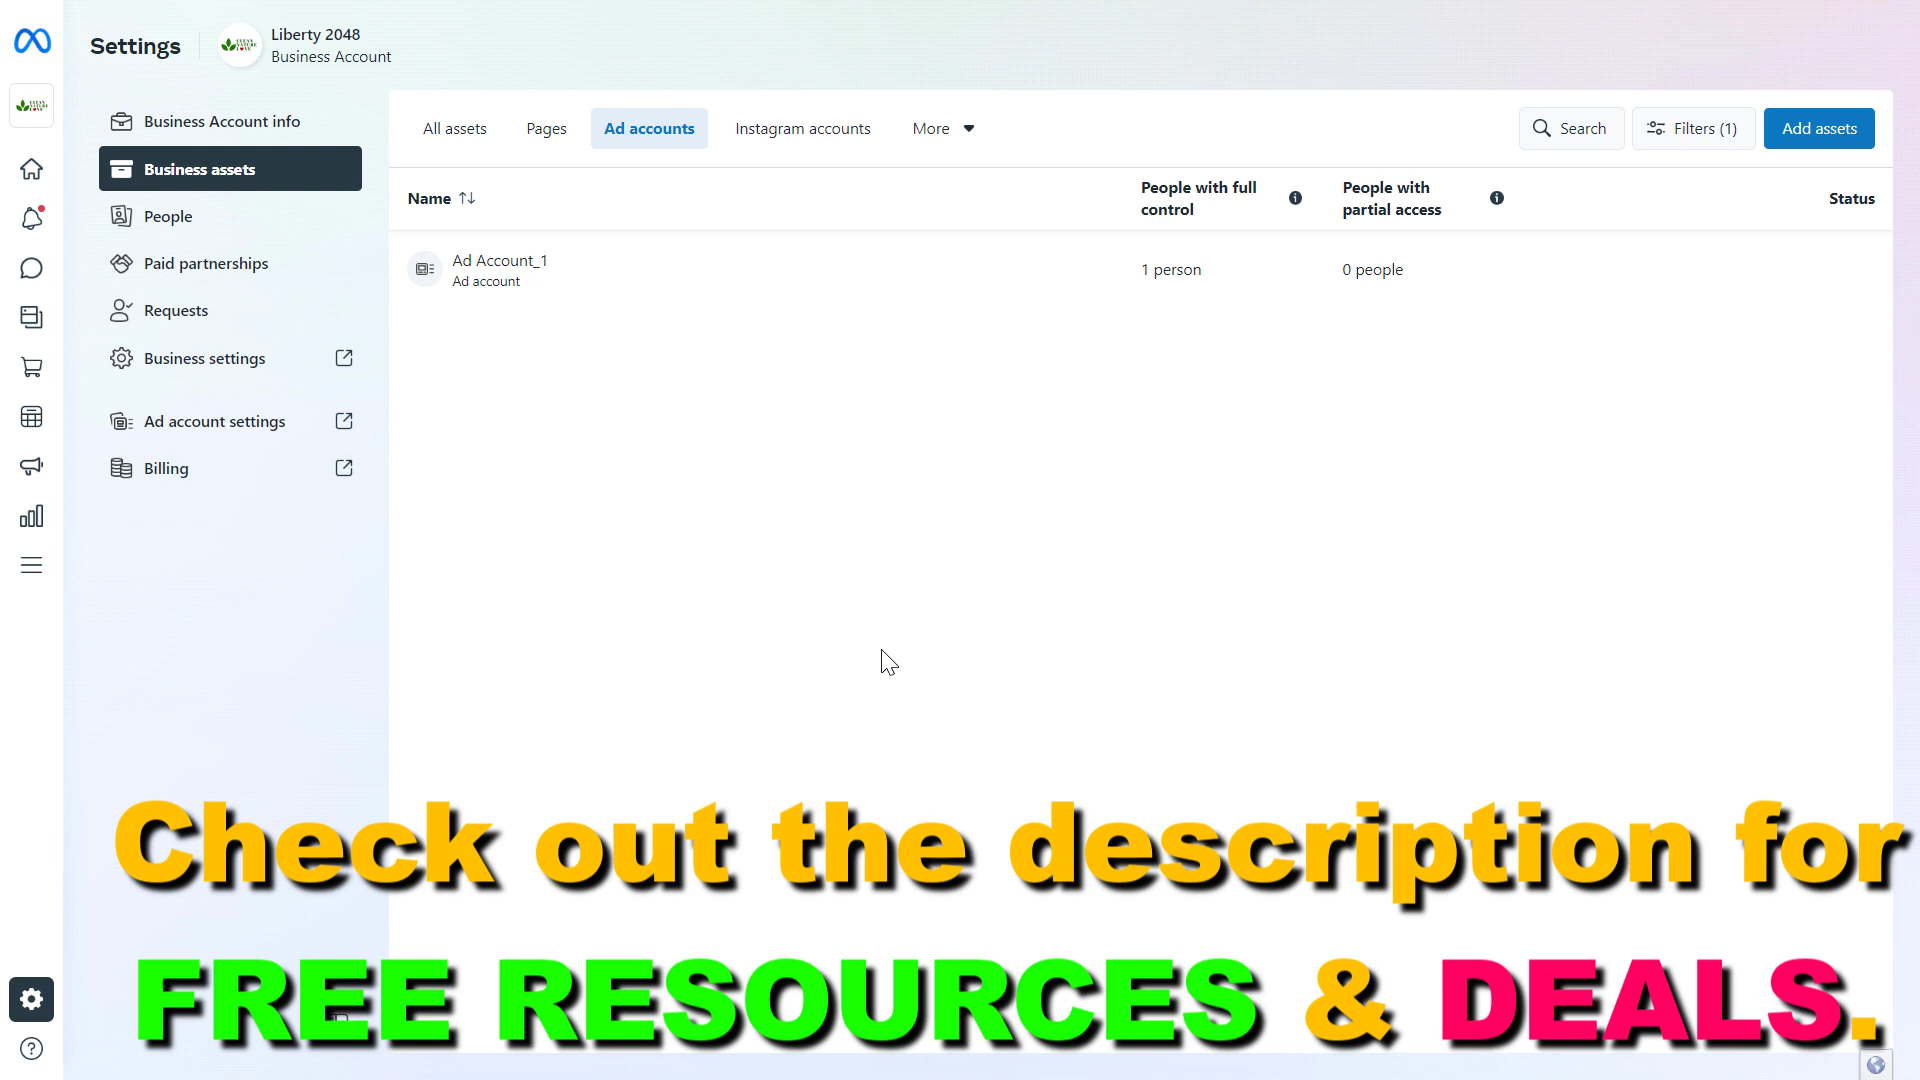 Settings
Liberty 2048
Business Account
CLEAN
NATURE
LOVE
Business Account info
Business assets
People
Paid partnerships
Requests
Business settings
Ad account settings
Billing
All assets
Pages
Ad accounts
Instagram accounts
More
Search
Filters (1)
Add assets
Name
People with full control
People with partial access
Status
Ad Account_1
Ad account
1 person
0 people
Check out the description for
FREE RESOURCES & DEALS.